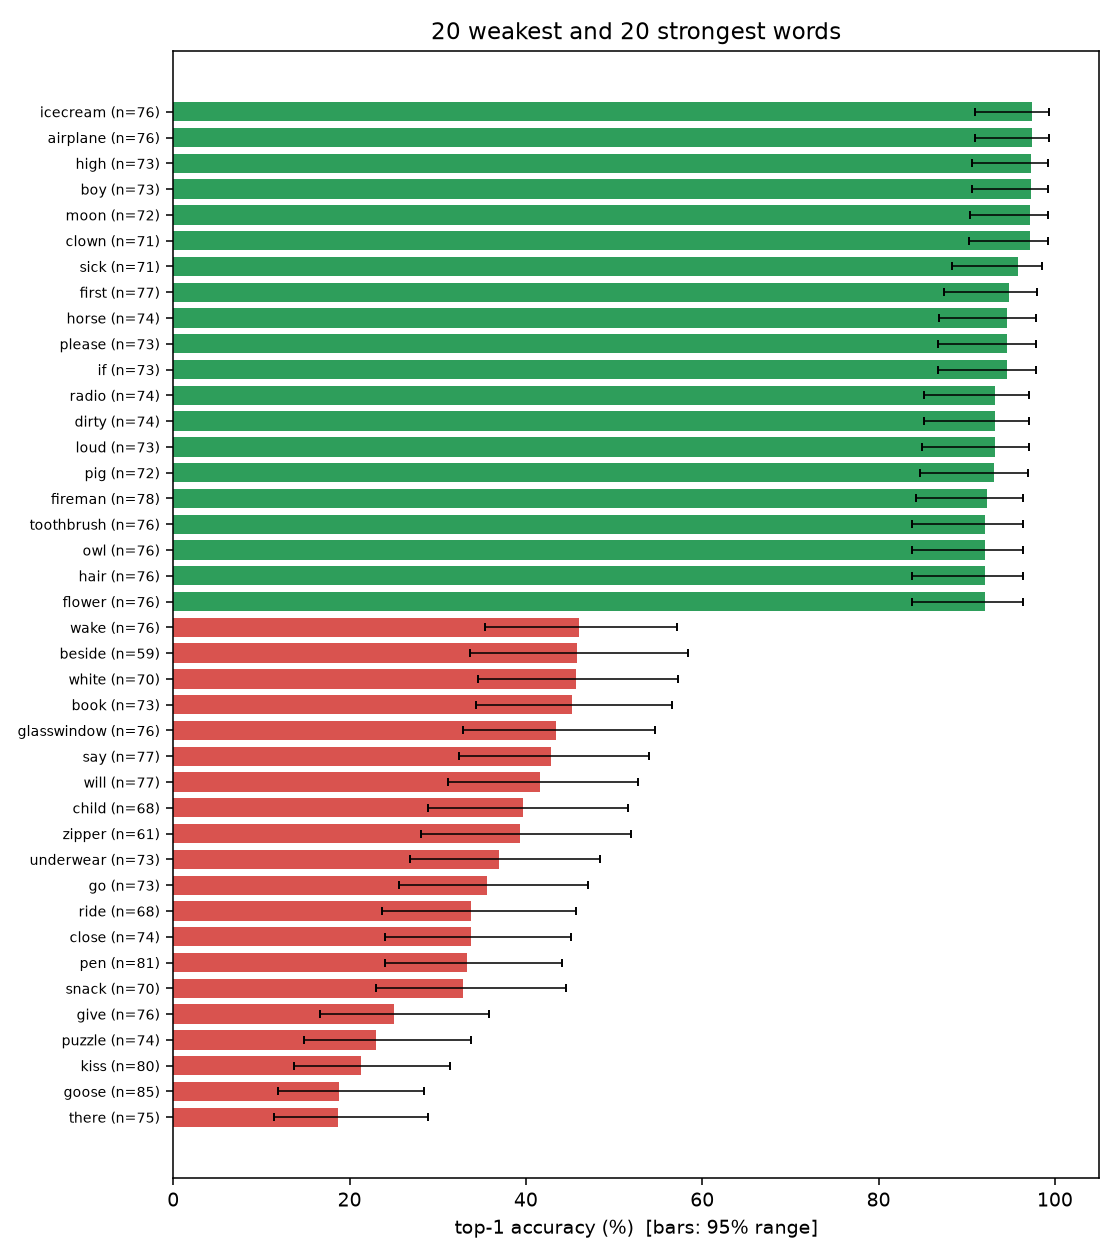 20 weakest and 20 strongest words
icecream (n=76)
airplane (n=76)
high (n=73)
boy (n=73)
moon (n=72)
clown (n=71)
sick (n=71)
first (n=77)
horse (n=74)
please (n=73)
if (n=73)
radio (n=74)
dirty (n=74)
loud (n=73)
pig (n=72)
fireman (n=78)
toothbrush (n=76)
owl (n=76)
hair (n=76)
flower (n=76)
wake (n=76)
beside (n=59)
white (n=70)
book (n=73)
glasswindow (n=76)
say (n=77)
will (n=77)
child (n=68)
zipper (n=61)
underwear (n=73)
go (n=73)
ride (n=68)
close (n=74)
pen (n=81)
snack (n=70)
give (n=76)
puzzle (n=74)
kiss (n=80)
goose (n=85)
there (n=75)
0 20 40 60 80 100
top-1 accuracy (%)  [bars: 95% range]